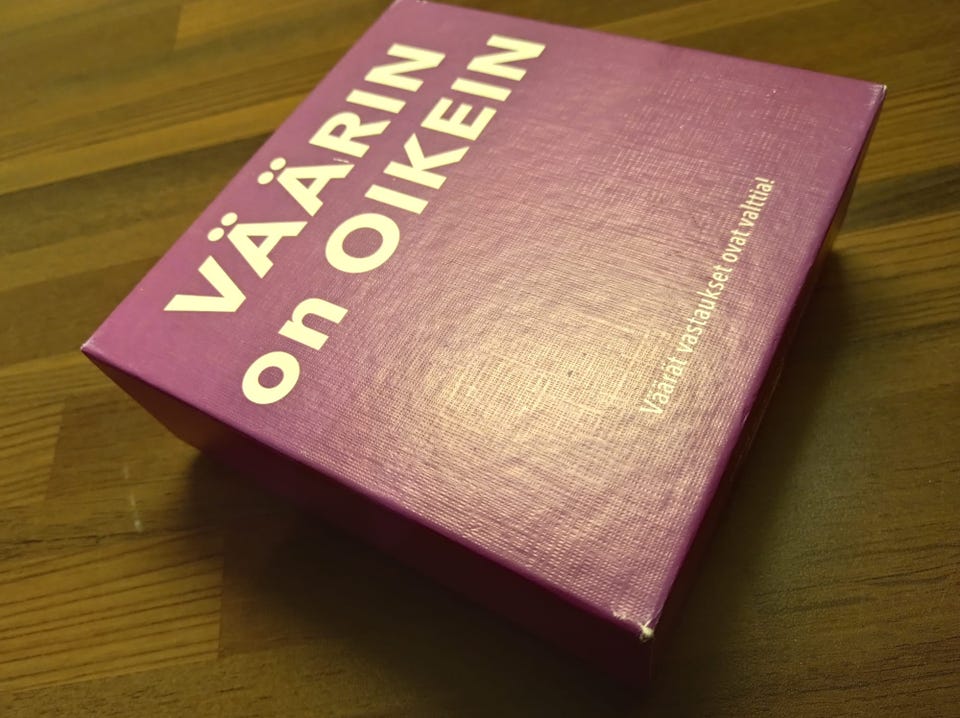 VÄÄRIN
on OIKEIN
Väärät vastaukset ovat valttia!